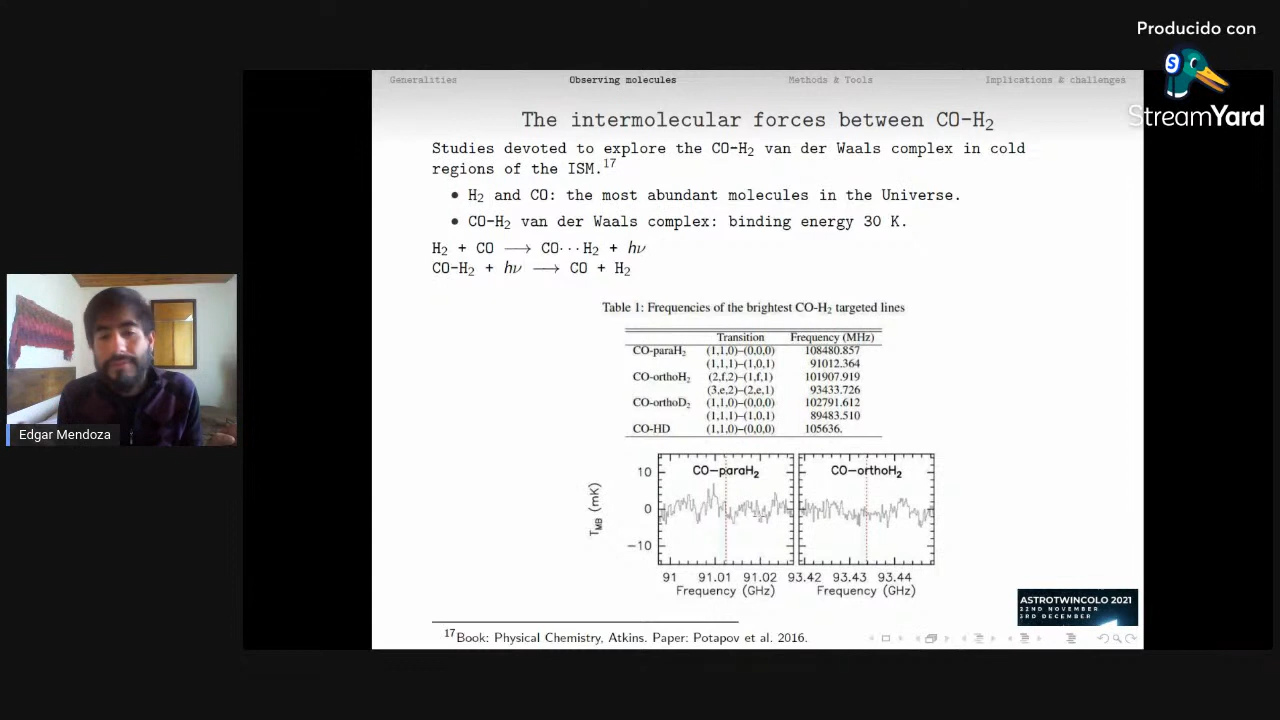 Producido con
StreamYard
Generalities Observing molecules Methods & Tools Implications & challenges
The intermolecular forces between CO-H₂
Studies devoted to explore the CO-H₂ van der Waals complex in cold
regions of the ISM.¹⁷
• H₂ and CO: the most abundant molecules in the Universe.
• CO-H₂ van der Waals complex: binding energy 30 K.
H₂ + CO ⟶ CO···H₂ + hν
CO-H₂ + hν ⟶ CO + H₂
Table 1: Frequencies of the brightest CO-H₂ targeted lines
Transition Frequency (MHz)
CO-paraH₂ (1,1,0)–(0,0,0) 108480.857
(1,1,1)–(1,0,1) 91012.364
CO-orthoH₂ (2,f,2)–(1,f,1) 101907.919
(3,e,2)–(2,e,1) 93433.726
CO-orthoD₂ (1,1,0)–(0,0,0) 102791.612
(1,1,1)–(1,0,1) 89483.510
CO-HD (1,1,0)–(0,0,0) 105636.
CO-paraH₂ CO-orthoH₂
10
0
-10
T_MB (mK)
91 91.01 91.02 93.42 93.43 93.44
Frequency (GHz) Frequency (GHz)
Edgar Mendoza
ASTROTWINCOLO 2021
22ND NOVEMBER
3RD DECEMBER
¹⁷Book: Physical Chemistry, Atkins. Paper: Potapov et al. 2016.